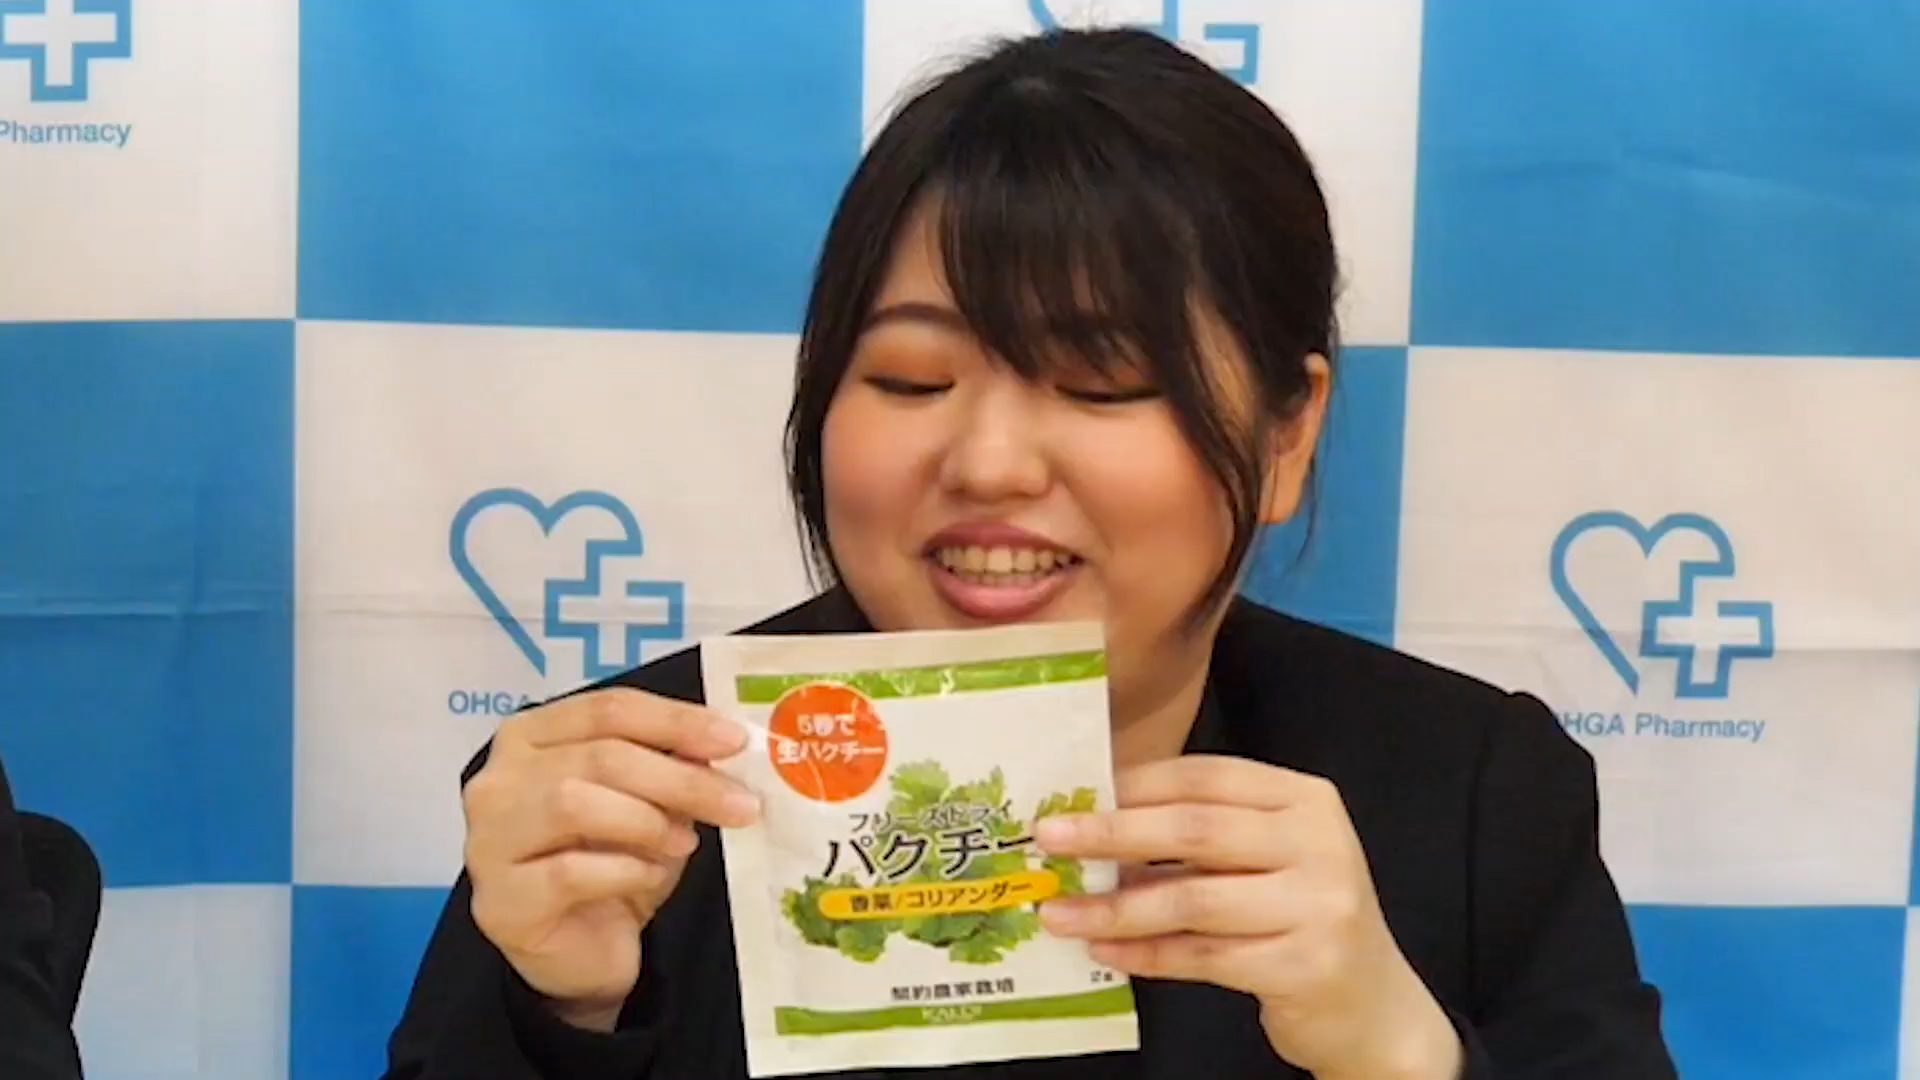 Pharmacy
OHGA
OHGA Pharmacy
5秒で
生パクチー
フリーズドライ
パクチー
香菜/コリアンダー
契約農家栽培
2g
KALDI